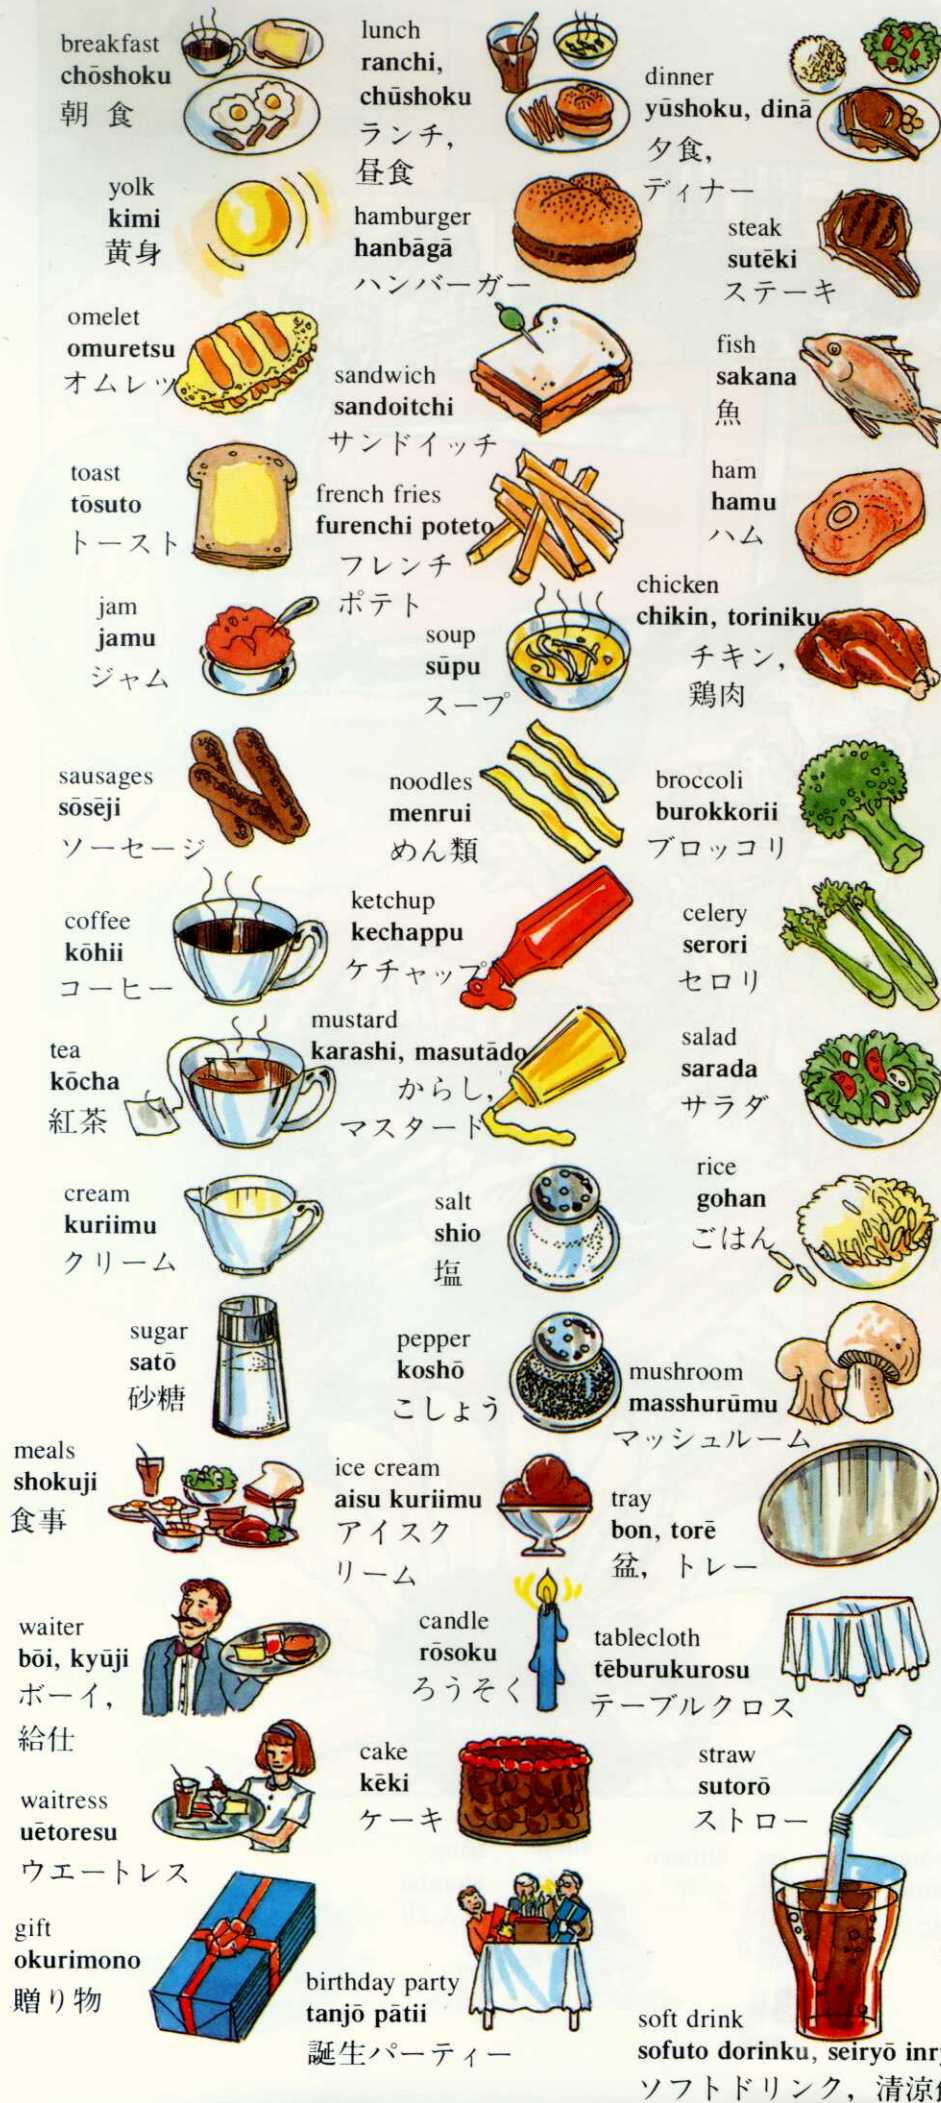 breakfast
chōshoku
朝食
lunch
ranchi,
chūshoku
ランチ,
昼食
dinner
yūshoku, dinā
夕食,
ディナー
yolk
kimi
黄身
hamburger
hanbāgā
ハンバーガー
steak
sutēki
ステーキ
omelet
omuretsu
オムレツ
sandwich
sandoitchi
サンドイッチ
fish
sakana
魚
toast
tōsuto
トースト
french fries
furenchi poteto
フレンチ
ポテト
ham
hamu
ハム
jam
jamu
ジャム
soup
sūpu
スープ
chicken
chikin, toriniku
チキン,
鶏肉
sausages
sōsēji
ソーセージ
noodles
menrui
めん類
broccoli
burokkorii
ブロッコリ
coffee
kōhii
コーヒー
ketchup
kechappu
ケチャップ
celery
serori
セロリ
tea
kōcha
紅茶
mustard
karashi, masutādo
からし,
マスタード
salad
sarada
サラダ
cream
kuriimu
クリーム
salt
shio
塩
rice
gohan
ごはん
sugar
satō
砂糖
pepper
koshō
こしょう
mushroom
masshurūmu
マッシュルーム
meals
shokuji
食事
ice cream
aisu kuriimu
アイスク
リーム
tray
bon, torē
盆, トレー
waiter
bōi, kyūji
ボーイ,
給仕
candle
rōsoku
ろうそく
tablecloth
tēburukurosu
テーブルクロス
waitress
uētoresu
ウエートレス
cake
kēki
ケーキ
straw
sutorō
ストロー
gift
okurimono
贈り物
birthday party
tanjō pātii
誕生パーティー
soft drink
sofuto dorinku, seiryō
ソフトドリンク, 清涼